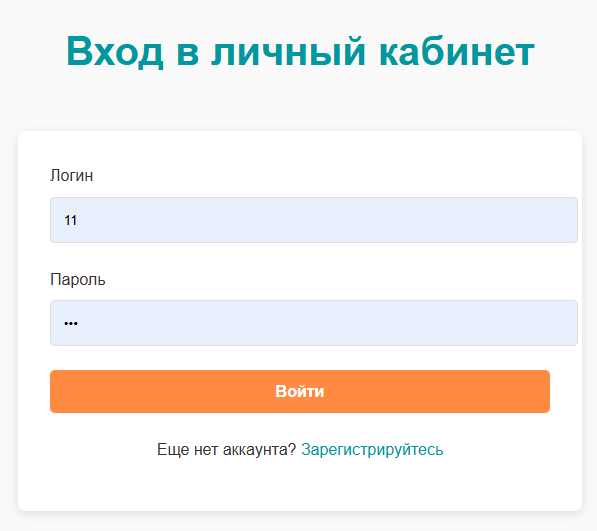 Вход в личный кабинет
Логин
11
Пароль
•••
Войти
Еще нет аккаунта? Зарегистрируйтесь